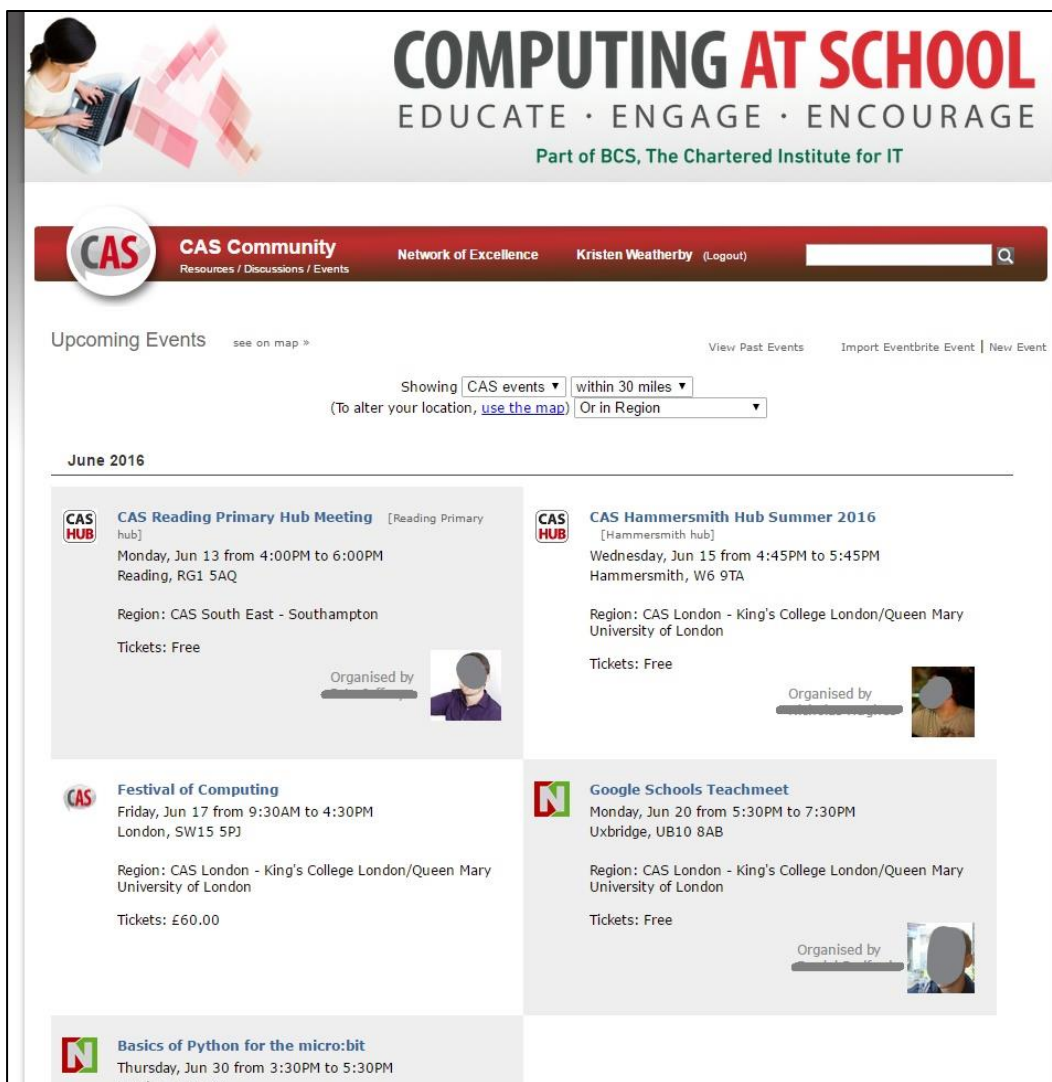 COMPUTING AT SCHOOL
EDUCATE · ENGAGE · ENCOURAGE
Part of BCS, The Chartered Institute for IT
CAS
CAS Community
Resources / Discussions / Events
Network of Excellence
Kristen Weatherby (Logout)
Upcoming Events see on map »
View Past Events
Import Eventbrite Event | New Event
Showing CAS events ▼ within 30 miles ▼
(To alter your location, use the map) Or in Region ▼
June 2016
CAS
HUB
CAS Reading Primary Hub Meeting [Reading Primary
hub]
Monday, Jun 13 from 4:00PM to 6:00PM
Reading, RG1 5AQ
Region: CAS South East - Southampton
Tickets: Free
Organised by
CAS
HUB
CAS Hammersmith Hub Summer 2016
[Hammersmith hub]
Wednesday, Jun 15 from 4:45PM to 5:45PM
Hammersmith, W6 9TA
Region: CAS London - King's College London/Queen Mary
University of London
Tickets: Free
Organised by
CAS
Festival of Computing
Friday, Jun 17 from 9:30AM to 4:30PM
London, SW15 5PJ
Region: CAS London - King's College London/Queen Mary
University of London
Tickets: £60.00
N
Google Schools Teachmeet
Monday, Jun 20 from 5:30PM to 7:30PM
Uxbridge, UB10 8AB
Region: CAS London - King's College London/Queen Mary
University of London
Tickets: Free
Organised by
N
Basics of Python for the micro:bit
Thursday, Jun 30 from 3:30PM to 5:30PM